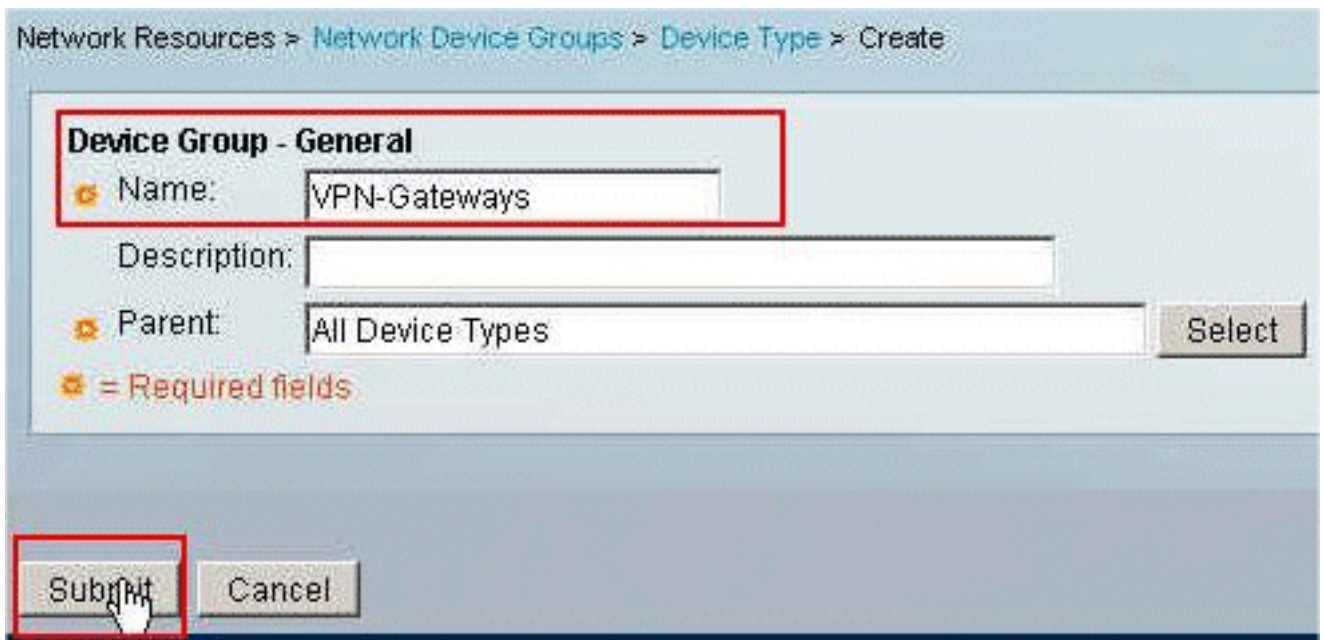 Network Resources > Network Device Groups > Device Type > Create
Device Group - General
Name: VPN-Gateways
Description:
Parent: All Device Types Select
= Required fields
Submit Cancel